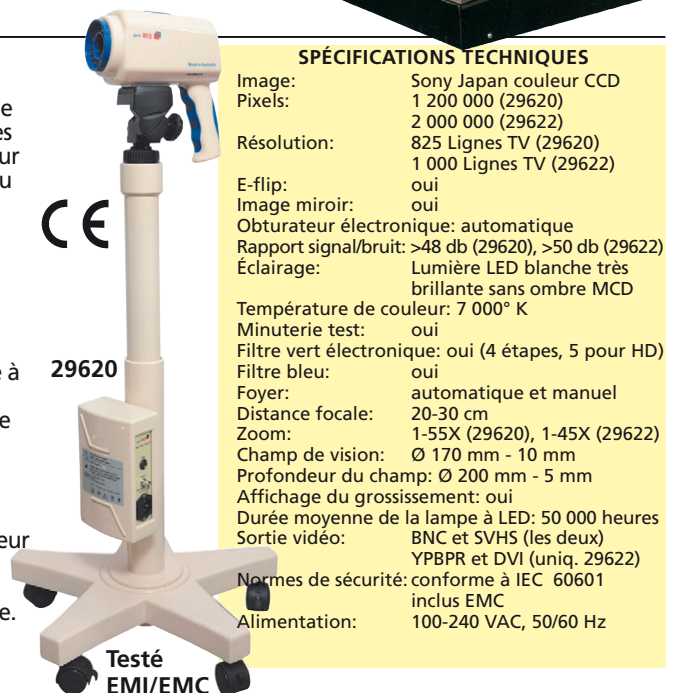 SPÉCIFICATIONS TECHNIQUES
Image: Sony Japan couleur CCD
Pixels: 1 200 000 (29620)
2 000 000 (29622)
Résolution: 825 Lignes TV (29620)
1 000 Lignes TV (29622)
E-flip: oui
Image miroir: oui
Obturateur électronique: automatique
Rapport signal/bruit: >48 db (29620), >50 db (29622)
Éclairage: Lumière LED blanche très
brillante sans ombre MCD
Température de couleur: 7 000° K
Minuterie test: oui
Filtre vert électronique: oui (4 étapes, 5 pour HD)
Filtre bleu: oui
Foyer: automatique et manuel
Distance focale: 20-30 cm
Zoom: 1-55X (29620), 1-45X (29622)
Champ de vision: Ø 170 mm - 10 mm
Profondeur du champ: Ø 200 mm - 5 mm
Affichage du grossissement: oui
Durée moyenne de la lampe à LED: 50 000 heures
Sortie vidéo: BNC et SVHS (les deux)
YPBPR et DVI (uniq. 29622)
Normes de sécurité: conforme à IEC 60601
inclus EMC
Alimentation: 100-240 VAC, 50/60 Hz
CE
29620
à
Testé
EMI/EMC